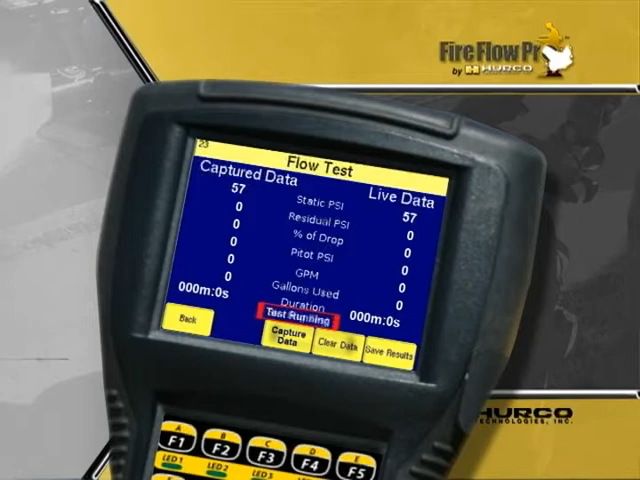 Fire Flow Pro
by HURCO
23
Flow Test
Captured Data
Live Data
57 Static PSI 57
0 Residual PSI 0
0 % of Drop 0
0 Pitot PSI 0
0 GPM 0
0 Gallons Used 0
000m:0s Duration 000m:0s
Test Running
Back
Capture Data
Clear Data
Save Results
HURCO
TECHNOLOGIES, INC.
A B C D E
F1 F2 F3 F4 F5
LED 1 LED 2 LED 3